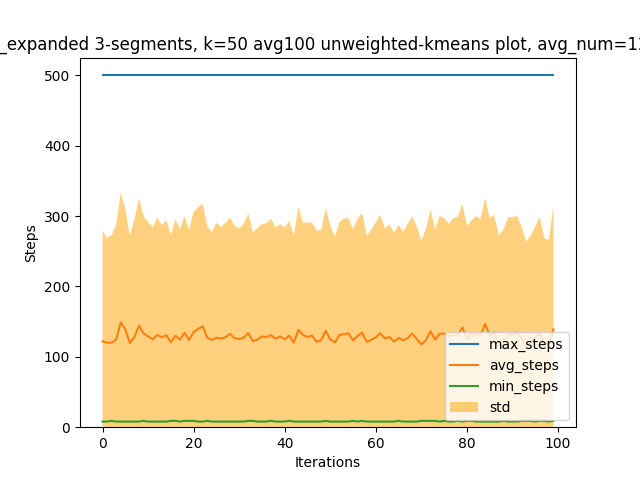 _expanded 3-segments, k=50 avg100 unweighted-kmeans plot, avg_num=12
500
400
300
200
100
0
Steps
0 20 40 60 80 100
Iterations
max_steps
avg_steps
min_steps
std